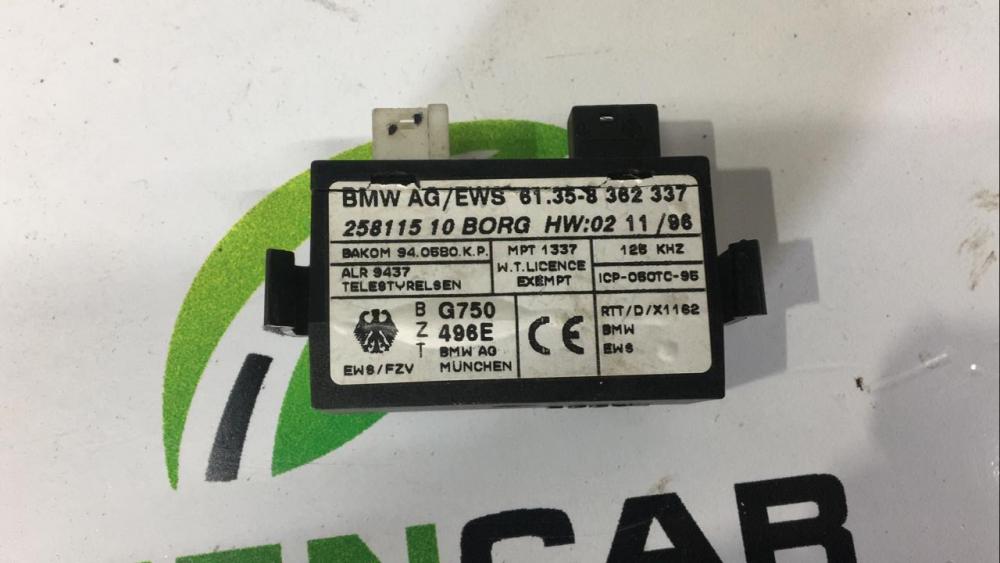 BMW AG/EWS 61.35-8 362 337
258115 10 BORG HW:02 11/96
BAKOM 94.0580.K.P.
ALR 9437
TELESTYRELSEN
MPT 1337
W.T.LICENCE
EXEMPT
125 KHZ
ICP-060TC-95
EWS/FZV
B G750
Z 496E
T BMW AG
MÜNCHEN
CE
RTT/D/X1162
BMW
EWS
ENCAR